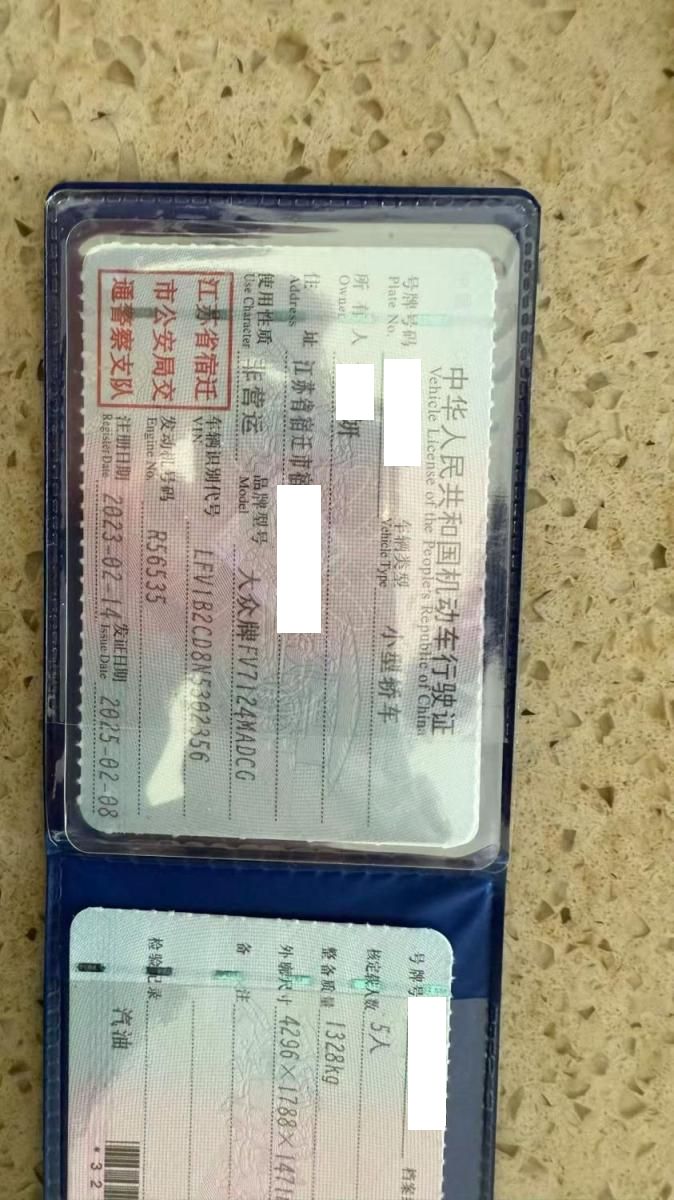 中华人民共和国机动车行驶证
Vehicle License of the People's Republic of China
号牌号码
Plate No.
车辆类型
Vehicle Type
小型轿车
所有人
Owner
妍
住 址
Address
江苏省宿迁市宿
使用性质
Use Character
非营运
品牌型号
Model
大众牌FV7124MADCG
江苏省宿迁
市公安局交
通警察支队
车辆识别代号
VIN
LFV1B2CD8N5302356
发动机号码
Engine No.
R56535
注册日期
Register Date
2023-02-14
发证日期
Issue Date
2025-02-08
号牌号
档案
核定载人数
5人
整备质量
1328kg
外廓尺寸
4296×1788×1471
备 注
检验记录
汽油
*32